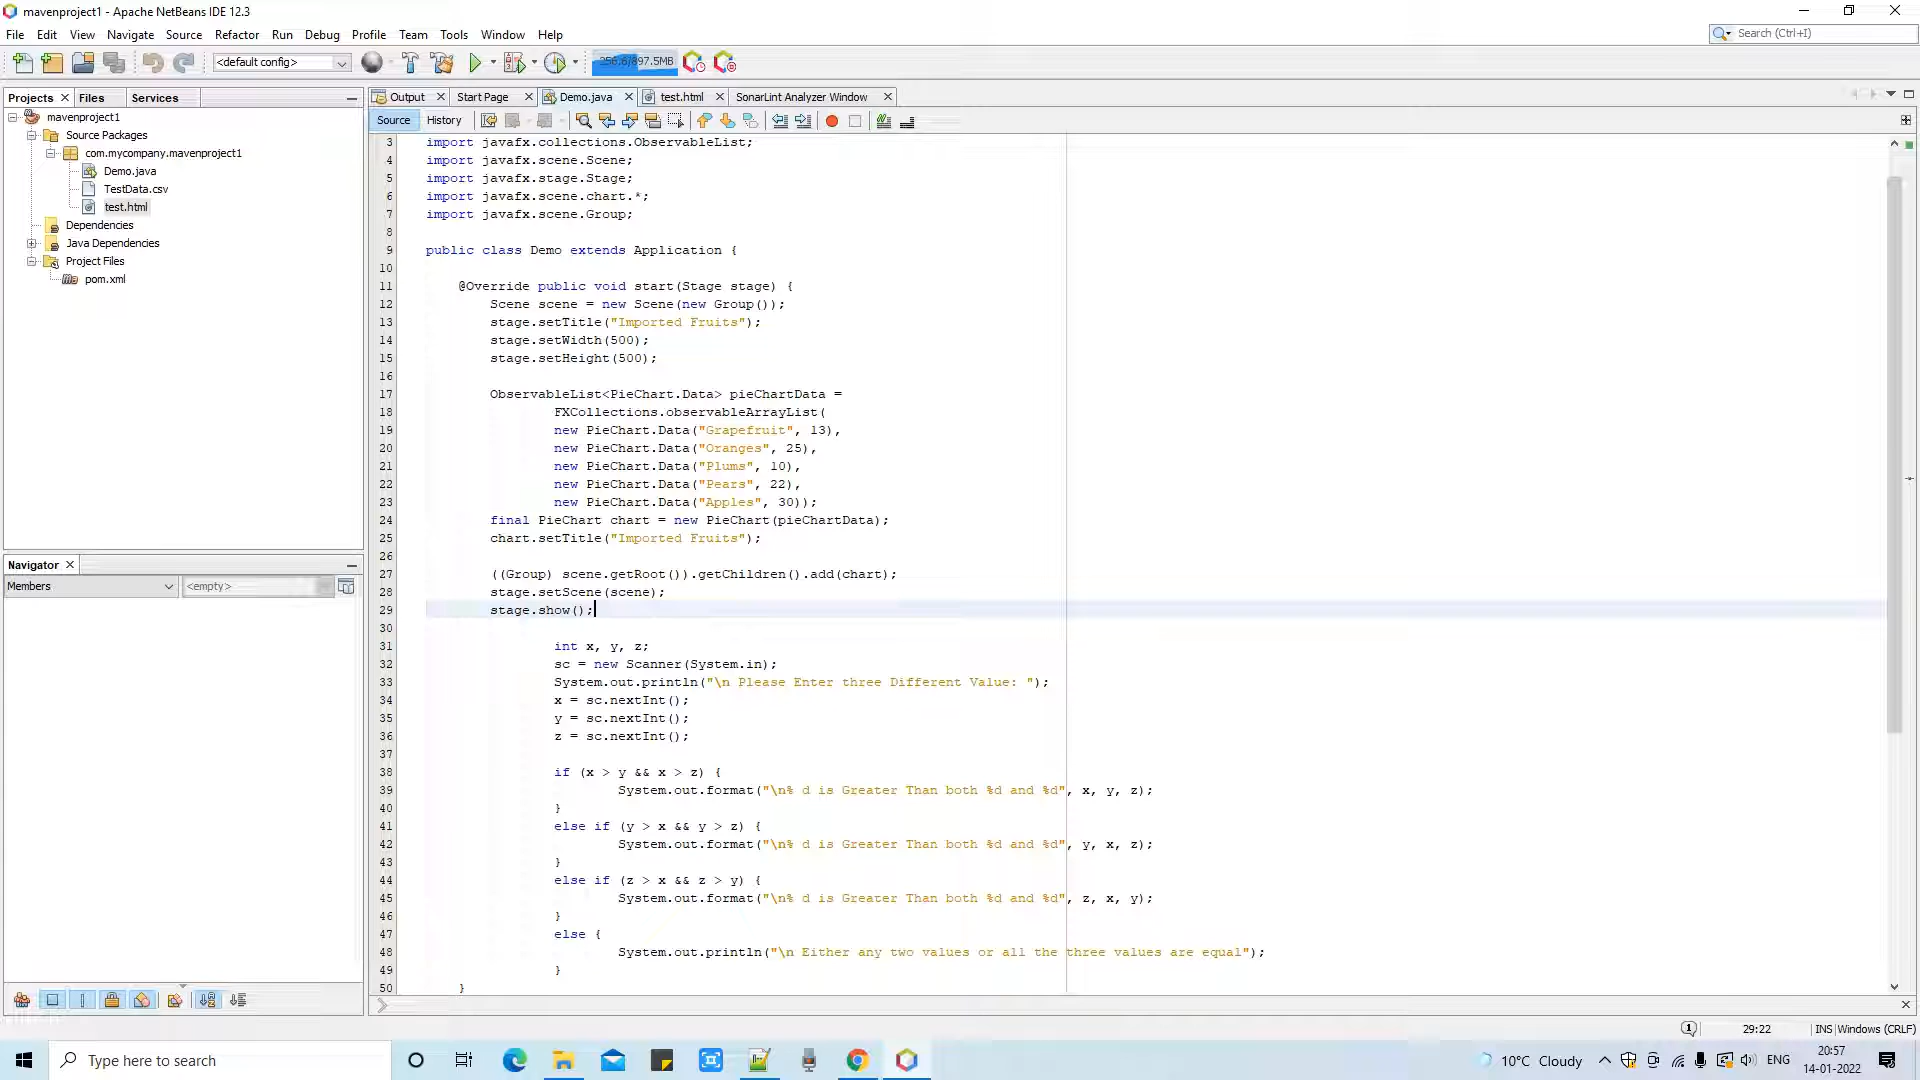 mavenproject1 - Apache NetBeans IDE 12.3
File Edit View Navigate Source Refactor Run Debug Profile Team Tools Window Help
Search (Ctrl+I)
<default config>
256.6/897.5MB
Projects Files Services
Output Start Page Demo.java test.html SonarLint Analyzer Window
Source History
mavenproject1
Source Packages
com.mycompany.mavenproject1
Demo.java
TestData.csv
test.html
Dependencies
Java Dependencies
Project Files
pom.xml
Navigator
Members
<empty>
3 import javafx.collections.ObservableList;
4 import javafx.scene.Scene;
5 import javafx.stage.Stage;
6 import javafx.scene.chart.*;
7 import javafx.scene.Group;
8
9 public class Demo extends Application {
10
11 @Override public void start(Stage stage) {
12 Scene scene = new Scene(new Group());
13 stage.setTitle("Imported Fruits");
14 stage.setWidth(500);
15 stage.setHeight(500);
16
17 ObservableList<PieChart.Data> pieChartData =
18 FXCollections.observableArrayList(
19 new PieChart.Data("Grapefruit", 13),
20 new PieChart.Data("Oranges", 25),
21 new PieChart.Data("Plums", 10),
22 new PieChart.Data("Pears", 22),
23 new PieChart.Data("Apples", 30));
24 final PieChart chart = new PieChart(pieChartData);
25 chart.setTitle("Imported Fruits");
26
27 ((Group) scene.getRoot()).getChildren().add(chart);
28 stage.setScene(scene);
29 stage.show();
30
31 int x, y, z;
32 sc = new Scanner(System.in);
33 System.out.println("\n Please Enter three Different Value: ");
34 x = sc.nextInt();
35 y = sc.nextInt();
36 z = sc.nextInt();
37
38 if (x > y && x > z) {
39 System.out.format("\n% d is Greater Than both %d and %d", x, y, z);
40 }
41 else if (y > x && y > z) {
42 System.out.format("\n% d is Greater Than both %d and %d", y, x, z);
43 }
44 else if (z > x && z > y) {
45 System.out.format("\n% d is Greater Than both %d and %d", z, x, y);
46 }
47 else {
48 System.out.println("\n Either any two values or all the three values are equal");
49 }
50 }
1 29:22 INS Windows (CRLF)
Type here to search
10°C Cloudy
ENG
20:57
14-01-2022